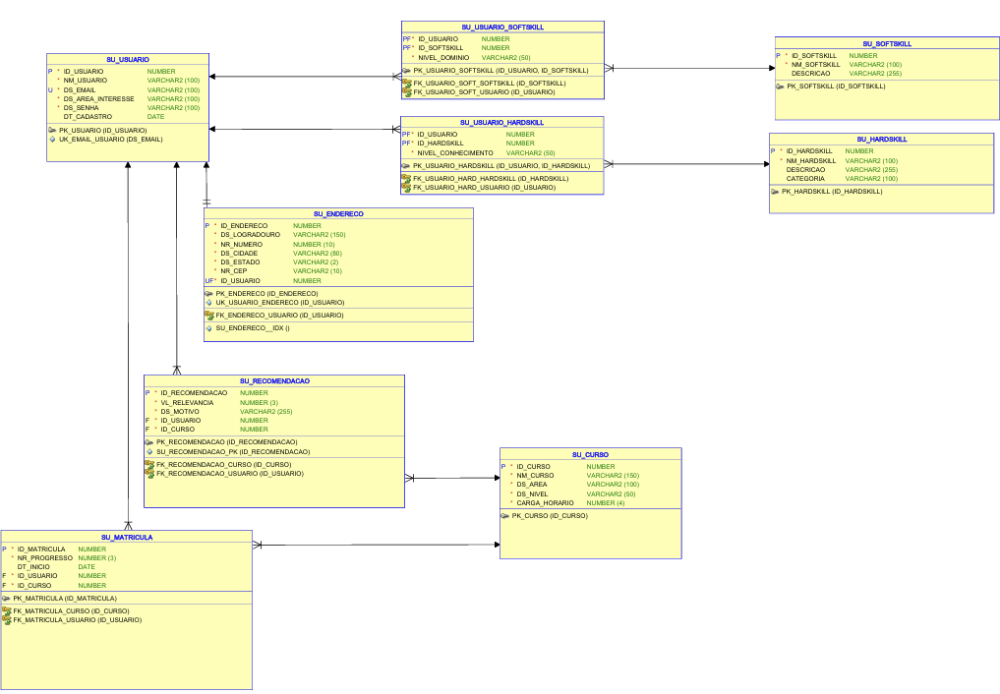 SU_USUARIO
P * ID_USUARIO NUMBER
* NM_USUARIO VARCHAR2 (100)
U * DS_EMAIL VARCHAR2 (100)
* DS_AREA_INTERESSE VARCHAR2 (100)
* DS_SENHA VARCHAR2 (100)
DT_CADASTRO DATE
PK_USUARIO (ID_USUARIO)
UK_EMAIL_USUARIO (DS_EMAIL)
SU_USUARIO_SOFTSKILL
PF* ID_USUARIO NUMBER
PF* ID_SOFTSKILL NUMBER
* NIVEL_DOMINIO VARCHAR2 (50)
PK_USUARIO_SOFTSKILL (ID_USUARIO, ID_SOFTSKILL)
FK_USUARIO_SOFT_SOFTSKILL (ID_SOFTSKILL)
FK_USUARIO_SOFT_USUARIO (ID_USUARIO)
SU_SOFTSKILL
P * ID_SOFTSKILL NUMBER
* NM_SOFTSKILL VARCHAR2 (100)
DESCRICAO VARCHAR2 (255)
PK_SOFTSKILL (ID_SOFTSKILL)
SU_USUARIO_HARDSKILL
PF* ID_USUARIO NUMBER
PF* ID_HARDSKILL NUMBER
* NIVEL_CONHECIMENTO VARCHAR2 (50)
PK_USUARIO_HARDSKILL (ID_USUARIO, ID_HARDSKILL)
FK_USUARIO_HARD_HARDSKILL (ID_HARDSKILL)
FK_USUARIO_HARD_USUARIO (ID_USUARIO)
SU_HARDSKILL
P * ID_HARDSKILL NUMBER
* NM_HARDSKILL VARCHAR2 (100)
DESCRICAO VARCHAR2 (255)
CATEGORIA VARCHAR2 (100)
PK_HARDSKILL (ID_HARDSKILL)
SU_ENDERECO
P * ID_ENDERECO NUMBER
* DS_LOGRADOURO VARCHAR2 (150)
* NR_NUMERO NUMBER (10)
* DS_CIDADE VARCHAR2 (80)
* DS_ESTADO VARCHAR2 (2)
* NR_CEP VARCHAR2 (10)
UF* ID_USUARIO NUMBER
PK_ENDERECO (ID_ENDERECO)
UK_USUARIO_ENDERECO (ID_USUARIO)
FK_ENDERECO_USUARIO (ID_USUARIO)
SU_ENDERECO__IDX ()
SU_RECOMENDACAO
P * ID_RECOMENDACAO NUMBER
* VL_RELEVANCIA NUMBER (3)
* DS_MOTIVO VARCHAR2 (255)
F * ID_USUARIO NUMBER
F * ID_CURSO NUMBER
PK_RECOMENDACAO (ID_RECOMENDACAO)
SU_RECOMENDACAO_PK (ID_RECOMENDACAO)
FK_RECOMENDACAO_CURSO (ID_CURSO)
FK_RECOMENDACAO_USUARIO (ID_USUARIO)
SU_CURSO
P * ID_CURSO NUMBER
* NM_CURSO VARCHAR2 (150)
* DS_AREA VARCHAR2 (100)
* DS_NIVEL VARCHAR2 (50)
* CARGA_HORARIO NUMBER (4)
PK_CURSO (ID_CURSO)
SU_MATRICULA
P * ID_MATRICULA NUMBER
* NR_PROGRESSO NUMBER (3)
DT_INICIO DATE
F * ID_USUARIO NUMBER
F * ID_CURSO NUMBER
PK_MATRICULA (ID_MATRICULA)
FK_MATRICULA_CURSO (ID_CURSO)
FK_MATRICULA_USUARIO (ID_USUARIO)